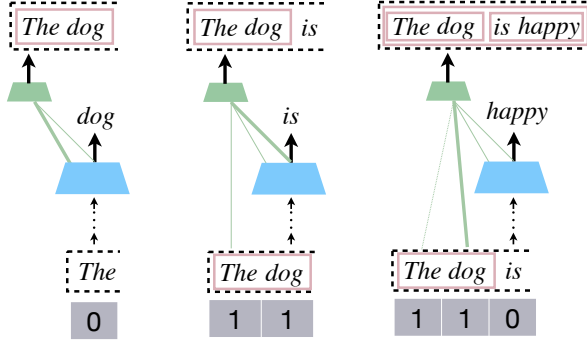 The dog
The dog is
The dog is happy
dog
is
happy
The
The dog
The dog is
0
1 1
1 1 0